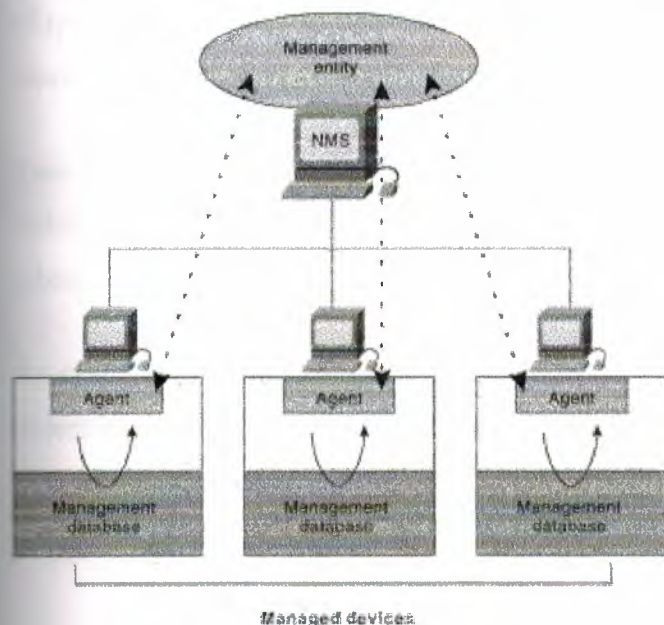 Management
entity
NMS
Agent
Agent
Agent
Management
database
Management
database
Management
database
Managed devices